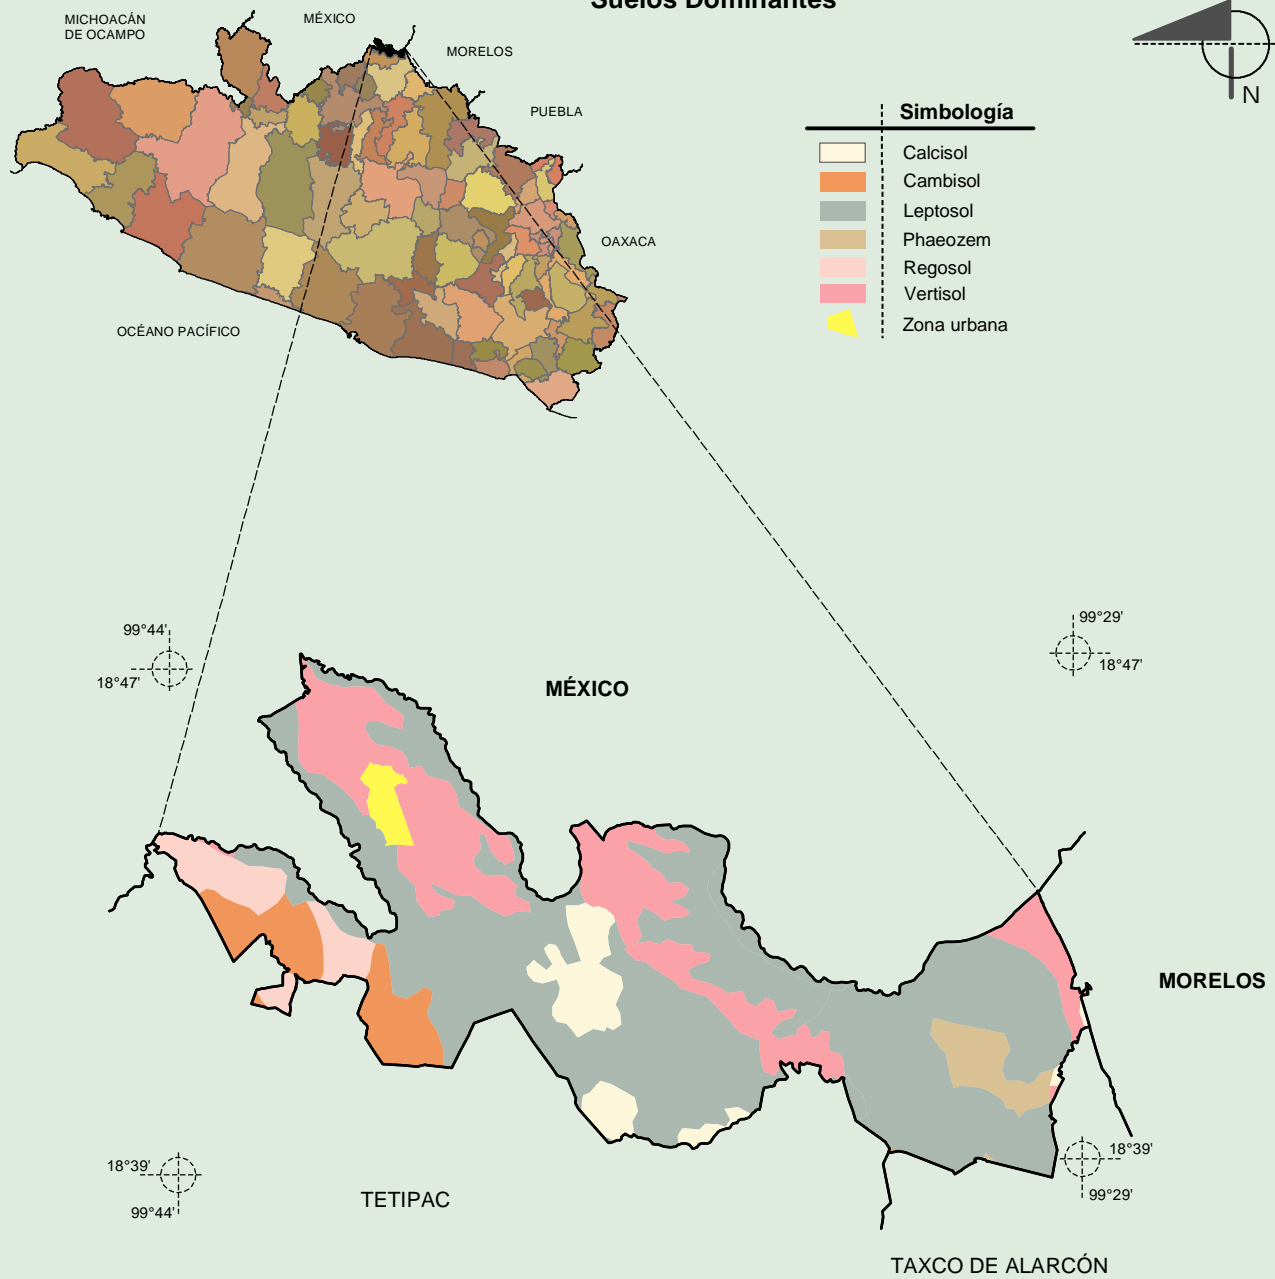 Suelos Dominantes
MICHOACÁN
DE OCAMPO
MÉXICO
MORELOS
PUEBLA
OAXACA
OCÉANO PACÍFICO
N
Simbología
Calcisol
Cambisol
Leptosol
Phaeozem
Regosol
Vertisol
Zona urbana
99°44'
18°47'
99°29'
18°47'
MÉXICO
MORELOS
18°39'
99°44'
TETIPAC
18°39'
99°29'
TAXCO DE ALARCÓN